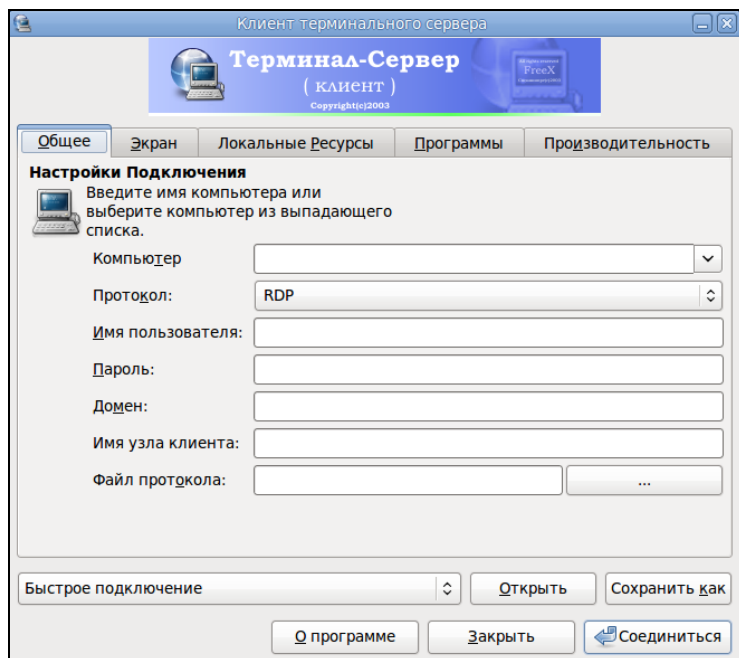 Клиент терминального сервера
Терминал-Сервер
( клиент )
Copyright(c)2003
FreeX
Общее
Экран
Локальные Ресурсы
Программы
Производительность
Настройки Подключения
Введите имя компьютера или
выберите компьютер из выпадающего
списка.
Компьютер
Протокол:
RDP
Имя пользователя:
Пароль:
Домен:
Имя узла клиента:
Файл протокола:
...
Быстрое подключение
Открыть
Сохранить как
О программе
Закрыть
Соединиться